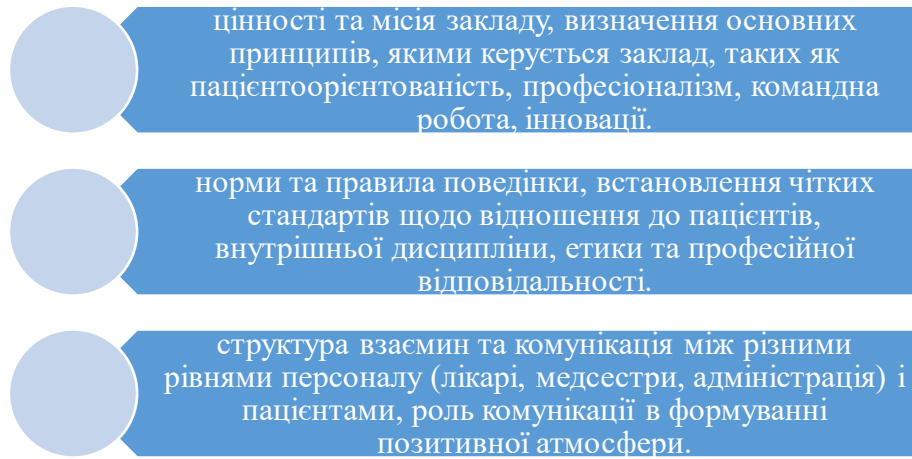 цінності та місія закладу, визначення основних
принципів, якими керується заклад, таких як
пацієнтоорієнтованість, професіоналізм, командна
робота, інновації.
норми та правила поведінки, встановлення чітких
стандартів щодо відношення до пацієнтів,
внутрішньої дисципліни, етики та професійної
відповідальності.
структура взаємин та комунікація між різними
рівнями персоналу (лікарі, медсестри, адміністрація) і
пацієнтами, роль комунікації в формуванні
позитивної атмосфери.